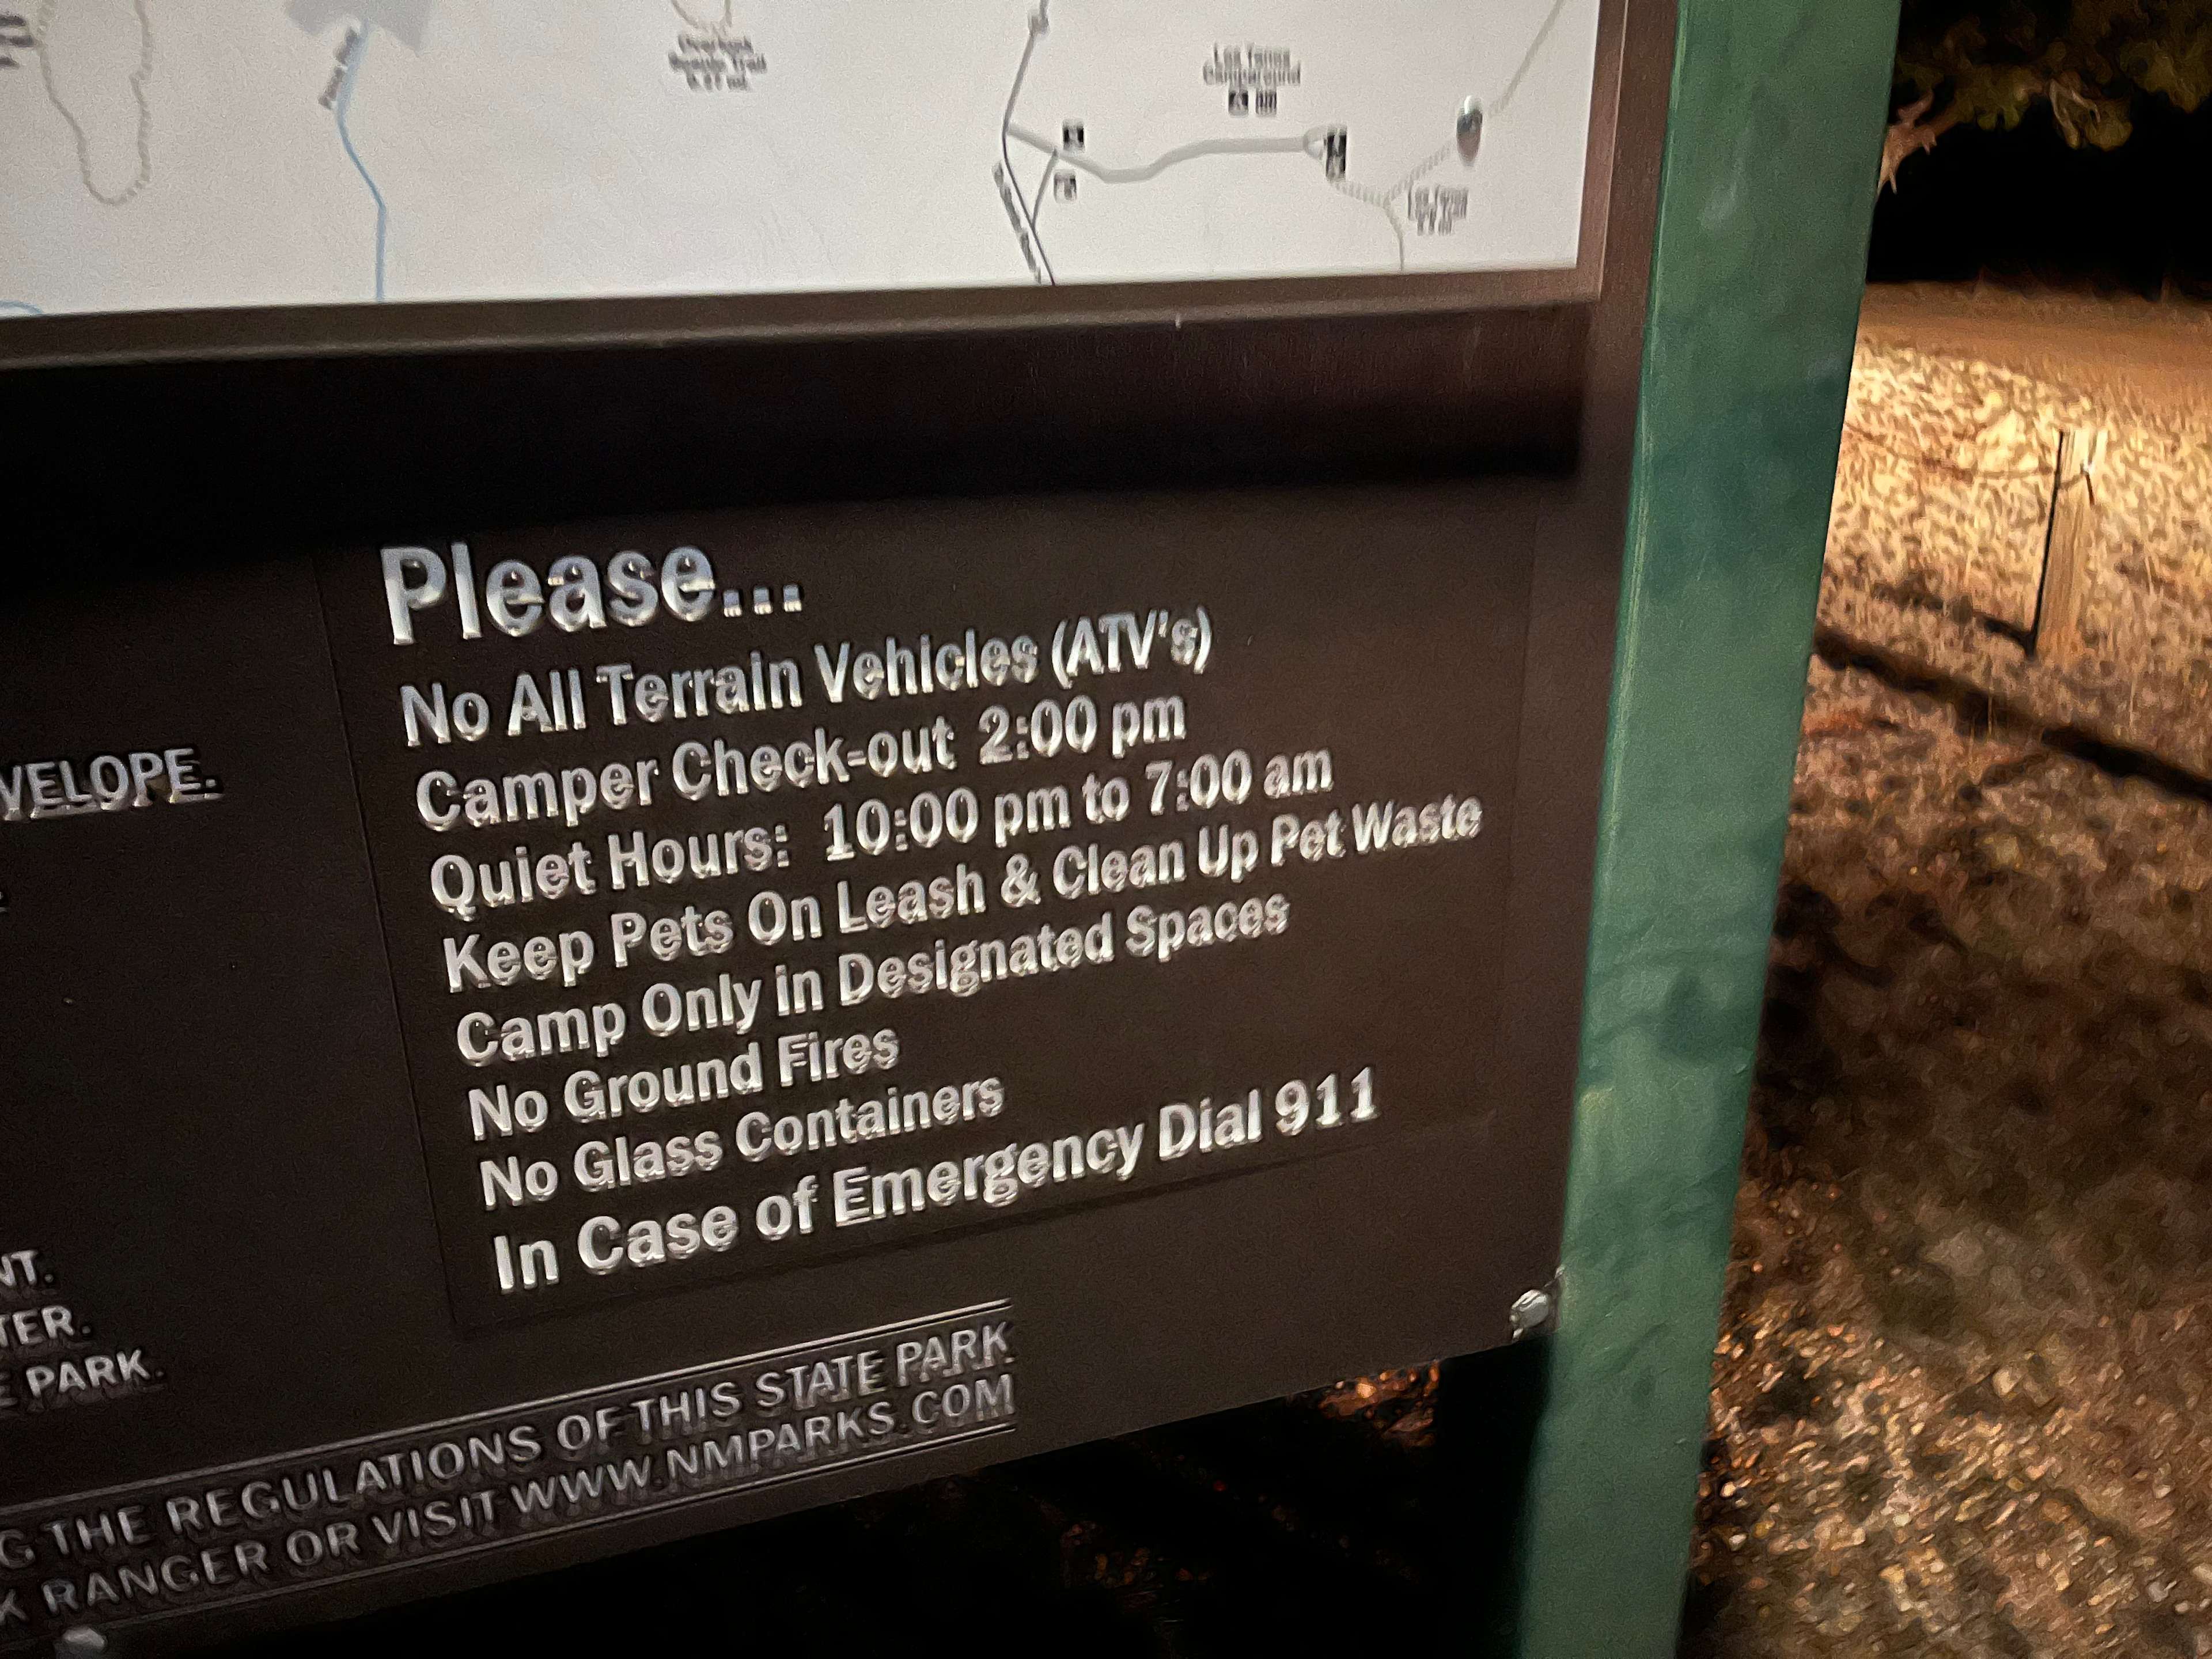 Campground
Please...
No All Terrain Vehicles (ATV's)
Camper Check-out 2:00 pm
Quiet Hours: 10:00 pm to 7:00 am
Keep Pets On Leash & Clean Up Pet Waste
Camp Only in Designated Spaces
No Ground Fires
No Glass Containers
In Case of Emergency Dial 911
VELOPE.
NT.
TER.
E PARK.
G THE REGULATIONS OF THIS STATE PARK
K RANGER OR VISIT WWW.NMPARKS.COM